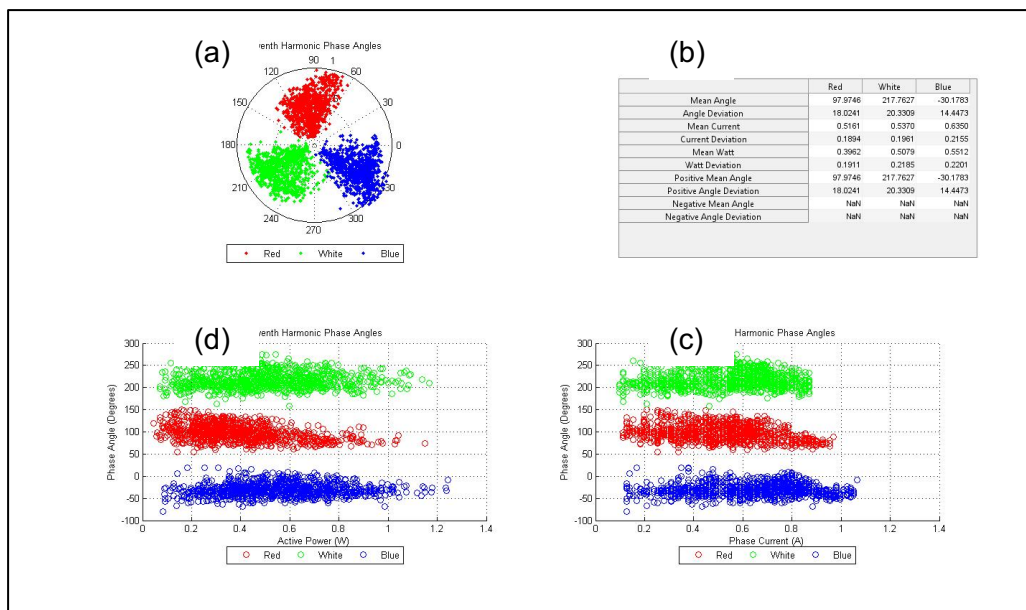 (a)
venth Harmonic Phase Angles
90 1
120 60
150 30
180 0
210 30
240 300
270
Red White Blue
(b)
Red White Blue
Mean Angle 97.9746 217.7627 -30.1783
Angle Deviation 18.0241 20.3309 14.4473
Mean Current 0.5161 0.5370 0.6350
Current Deviation 0.1894 0.1961 0.2155
Mean Watt 0.3962 0.5079 0.5512
Watt Deviation 0.1911 0.2185 0.2201
Positive Mean Angle 97.9746 217.7627 -30.1783
Positive Angle Deviation 18.0241 20.3309 14.4473
Negative Mean Angle NaN NaN NaN
Negative Angle Deviation NaN NaN NaN
(d)
venth Harmonic Phase Angles
300
250
200
150
100
50
0
-50
-100
Phase Angle (Degrees)
0 0.2 0.4 0.6 0.8 1 1.2 1.4
Active Power (W)
Red White Blue
(c)
Harmonic Phase Angles
300
250
200
150
100
50
0
-50
-100
Phase Angle (Degrees)
0 0.2 0.4 0.6 0.8 1 1.2 1.4
Phase Current (A)
Red White Blue